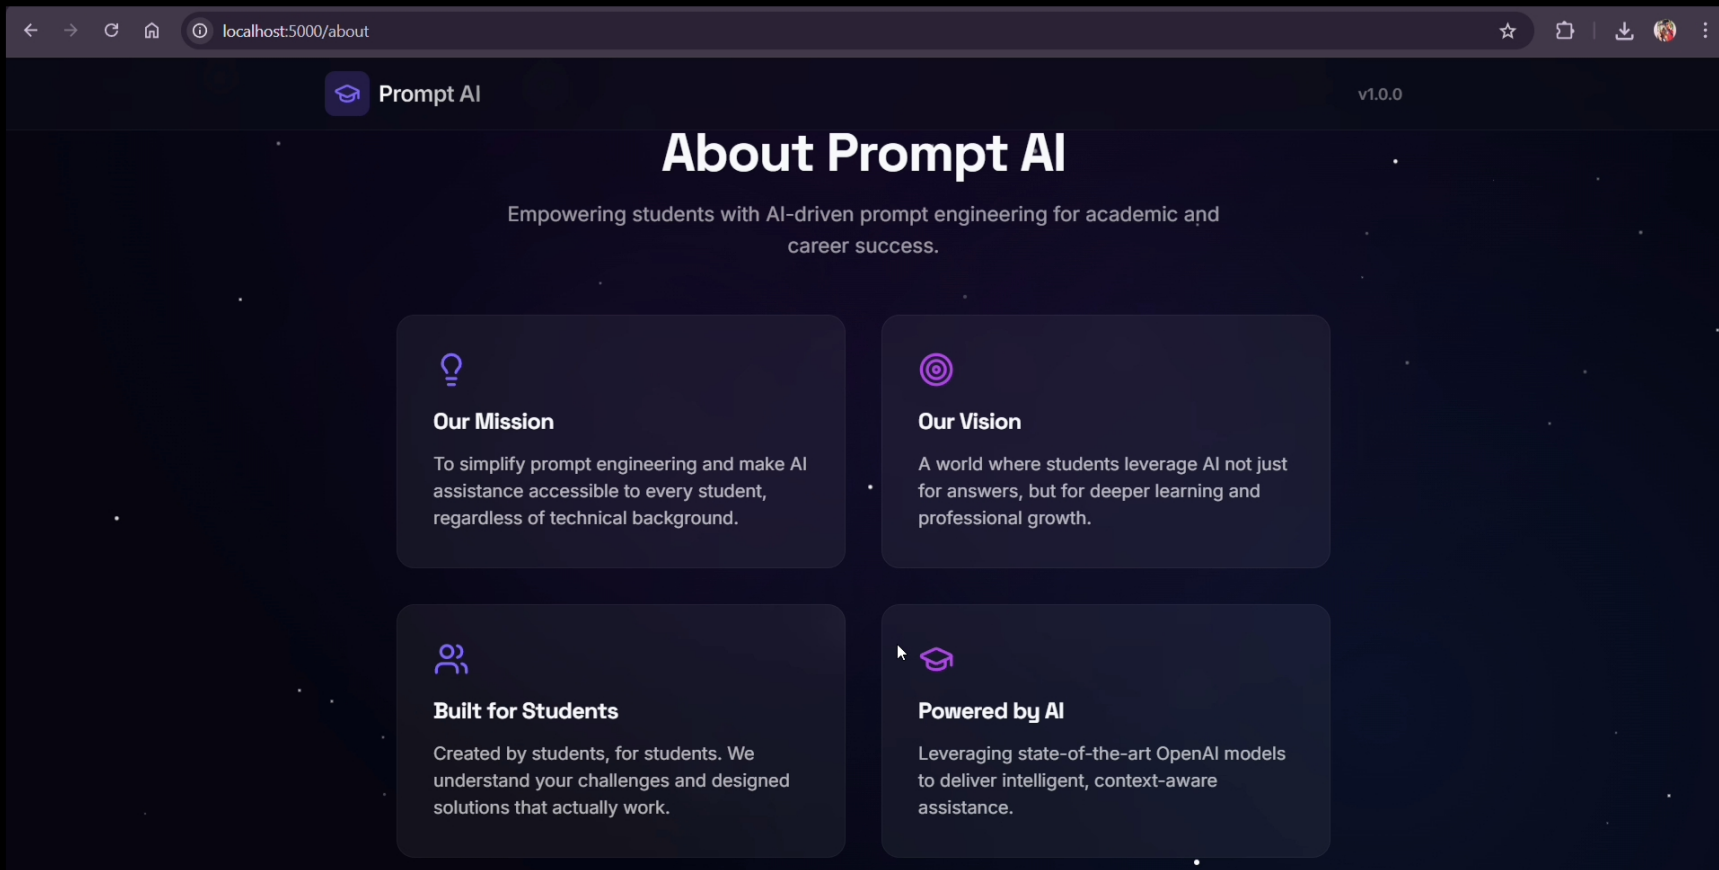 localhost:5000/about
Prompt AI
v1.0.0
About Prompt AI
Empowering students with AI-driven prompt engineering for academic and
career success.
Our Mission
To simplify prompt engineering and make AI
assistance accessible to every student,
regardless of technical background.
Our Vision
A world where students leverage AI not just
for answers, but for deeper learning and
professional growth.
Built for Students
Created by students, for students. We
understand your challenges and designed
solutions that actually work.
Powered by AI
Leveraging state-of-the-art OpenAI models
to deliver intelligent, context-aware
assistance.